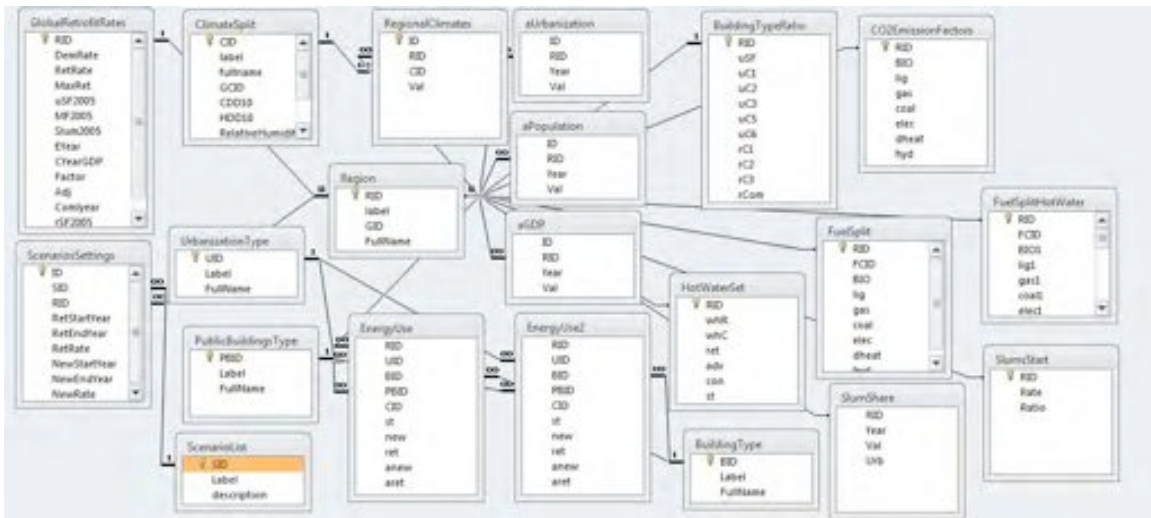 GlobalRetrofitRates
RID
DemRate
RetRate
MaxRet
uSF2005
MF2005
Slum2005
EYear
CYearGDP
Factor
Adj
Comlyear
rSF2005
ClimateSplit
CID
label
fullname
GCID
CDD10
HDD10
RegionalClimates
ID
RID
CID
Val
aUrbanization
ID
RID
Year
Val
BuildingTypeRatio
RID
uSF
uC1
uC2
uC3
uC5
uC6
rC1
rC2
rC3
rCom
CO2EmissionFactors
RID
BIO
lig
gas
coal
elec
dheat
hyd
aPopulation
ID
RID
Year
Val
Region
RID
label
GID
FullName
aGDP
ID
RID
Year
Val
FuelSplit
RID
FCID
BIO
lig
gas
coal
elec
dheat
FuelSplitHotWater
RID
FCID
BIO1
lig1
gas1
coal1
elec1
UrbanizationType
UID
Label
FullName
ScenariosSettings
ID
SID
RID
RetStartYear
RetEndYear
RetRate
NewStartYear
NewEndYear
NewRate
HotWaterSet
RID
whR
whC
ret
adv
con
st
PublicBuildingsType
PBID
Label
FullName
EnergyUse
RID
UID
BID
PBID
CID
st
new
ret
anew
aret
EnergyUse2
RID
UID
BID
PBID
CID
st
new
ret
anew
aret
SlumsStart
RID
Rate
Ratio
SlumShare
RID
Year
Val
Urb
ScenarioList
SID
Label
description
BuildingType
BID
Label
FullName